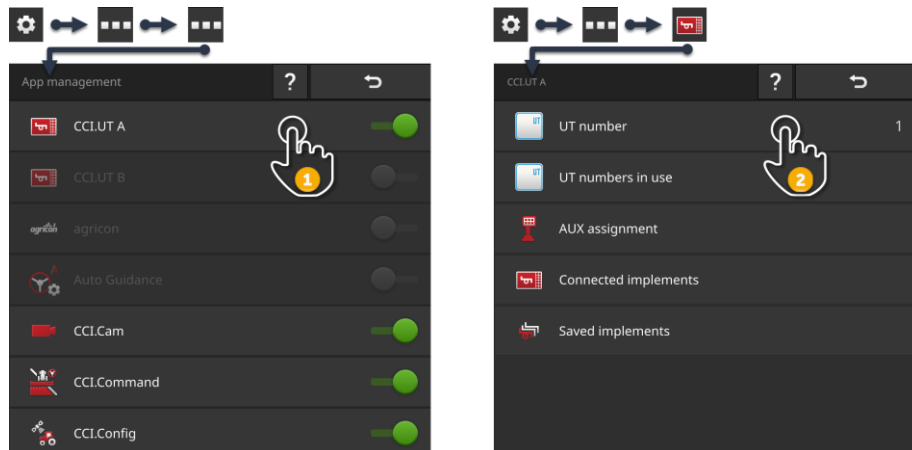 App management ?
CCI.UT A
1
CCI.UT B
agricon agricon
Auto Guidance
CCI.Cam
CCI.Command
CCI.Config
CCI.UT A ?
UT UT number 1
2
UT UT numbers in use
AUX assignment
Connected implements
Saved implements